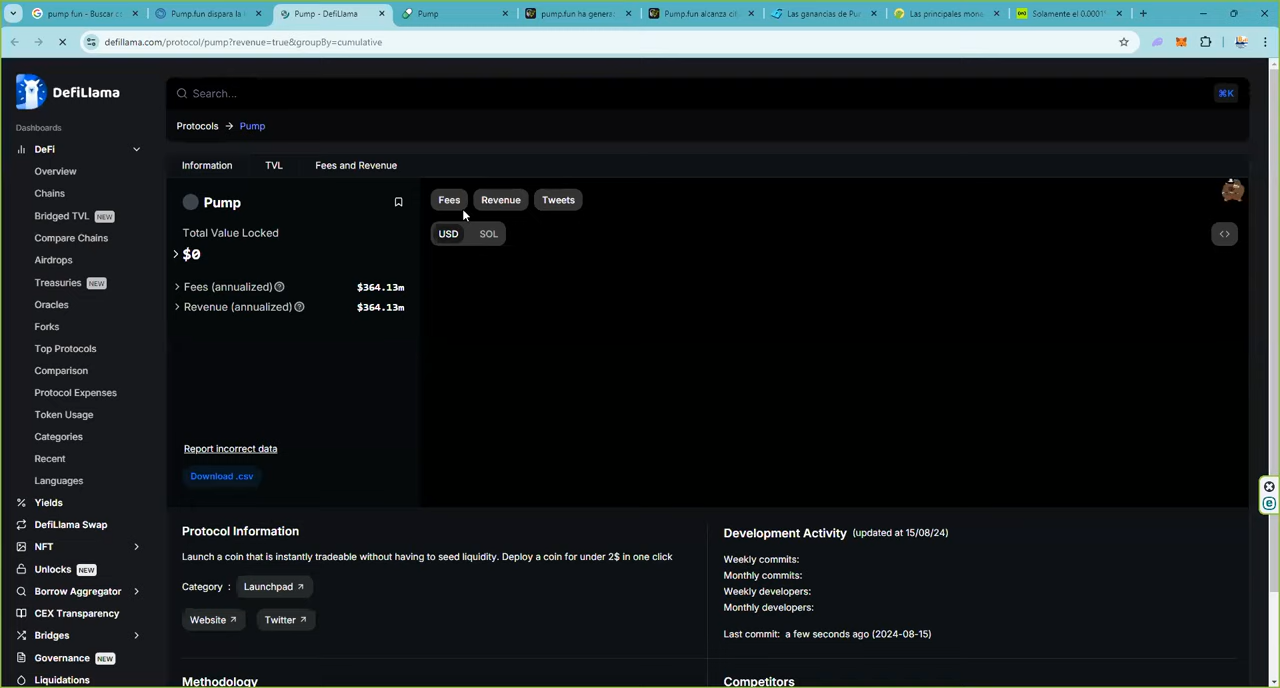 pump fun - Buscar c
Pump.fun dispara la
Pump - DefiLlama
Pump
pump.fun ha genera
Pump.fun alcanza ci
Las ganancias de Pu
Las principales mone
Solamente el 0.0001
defillama.com/protocol/pump?revenue=true&groupBy=cumulative
DefiLlama
Search...
⌘K
Protocols → Pump
Dashboards
DeFi
Overview
Chains
Bridged TVL NEW
Compare Chains
Airdrops
Treasuries NEW
Oracles
Forks
Top Protocols
Comparison
Protocol Expenses
Token Usage
Categories
Recent
Languages
Yields
DefiLlama Swap
NFT
Unlocks NEW
Borrow Aggregator
CEX Transparency
Bridges
Governance NEW
Liquidations
Information TVL Fees and Revenue
Pump
Total Value Locked
$0
Fees (annualized) $364.13m
Revenue (annualized) $364.13m
Report incorrect data
Download .csv
Fees Revenue Tweets
USD SOL
Protocol Information
Launch a coin that is instantly tradeable without having to seed liquidity. Deploy a coin for under 2$ in one click
Category : Launchpad
Website Twitter
Methodology
Development Activity (updated at 15/08/24)
Weekly commits:
Monthly commits:
Weekly developers:
Monthly developers:
Last commit: a few seconds ago (2024-08-15)
Competitors